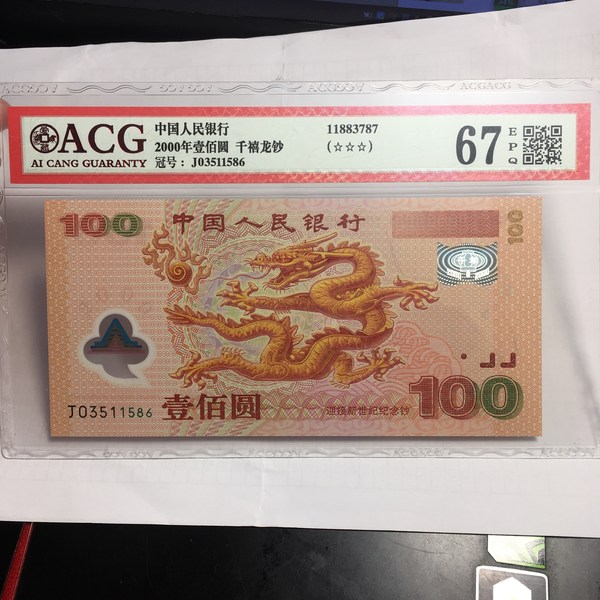 ACG
AI CANG GUARANTY
中国人民银行
2000年壹佰圆 千禧龙钞
冠号: J03511586
11883787
(☆☆☆)
67
EPQ
100
中国人民银行
100
J03511586
壹佰圆
迎接新世纪纪念钞
100